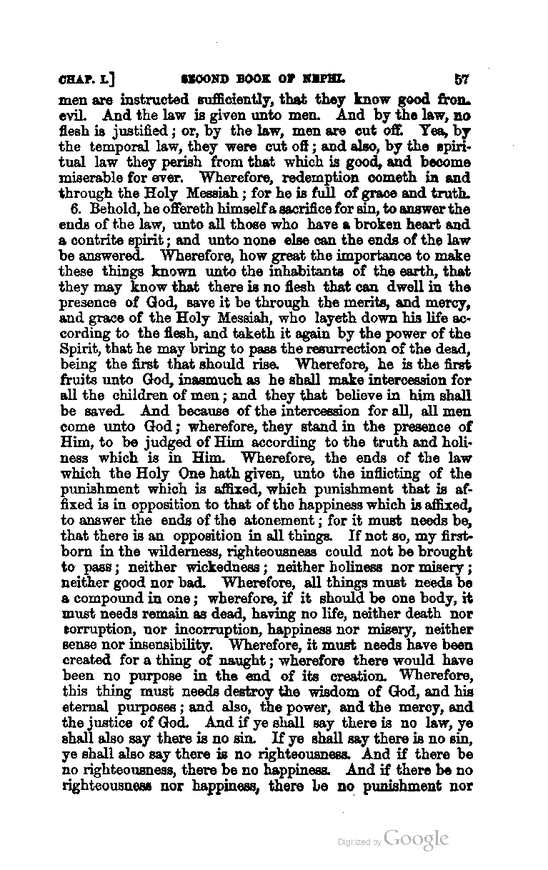 CHAP. I.] SECOND BOOK OF NEPHI. 57
men are instructed sufficiently, that they know good from
evil. And the law is given unto men. And by the law, no
flesh is justified; or, by the law, men are cut off. Yea, by
the temporal law, they were cut off; and also, by the spiri-
tual law they perish from that which is good, and become
miserable for ever. Wherefore, redemption cometh in and
through the Holy Messiah; for he is full of grace and truth.
6. Behold, he offereth himself a sacrifice for sin, to answer the
ends of the law, unto all those who have a broken heart and
a contrite spirit; and unto none else can the ends of the law
be answered. Wherefore, how great the importance to make
these things known unto the inhabitants of the earth, that
they may know that there is no flesh that can dwell in the
presence of God, save it be through the merits, and mercy,
and grace of the Holy Messiah, who layeth down his life ac-
cording to the flesh, and taketh it again by the power of the
Spirit, that he may bring to pass the resurrection of the dead,
being the first that should rise. Wherefore, he is the first
fruits unto God, inasmuch as he shall make intercession for
all the children of men; and they that believe in him shall
be saved. And because of the intercession for all, all men
come unto God; wherefore, they stand in the presence of
Him, to be judged of Him according to the truth and holi-
ness which is in Him. Wherefore, the ends of the law
which the Holy One hath given, unto the inflicting of the
punishment which is affixed, which punishment that is af-
fixed is in opposition to that of the happiness which is affixed,
to answer the ends of the atonement; for it must needs be,
that there is an opposition in all things. If not so, my first-
born in the wilderness, righteousness could not be brought
to pass; neither wickedness; neither holiness nor misery;
neither good nor bad. Wherefore, all things must needs be
a compound in one; wherefore, if it should be one body, it
must needs remain as dead, having no life, neither death nor
corruption, nor incorruption, happiness nor misery, neither
sense nor insensibility. Wherefore, it must needs have been
created for a thing of naught; wherefore there would have
been no purpose in the end of its creation. Wherefore,
this thing must needs destroy the wisdom of God, and his
eternal purposes; and also, the power, and the mercy, and
the justice of God. And if ye shall say there is no law, ye
shall also say there is no sin. If ye shall say there is no sin,
ye shall also say there is no righteousness. And if there be
no righteousness, there be no happiness. And if there be no
righteousness nor happiness, there be no punishment nor
Digitized by Google